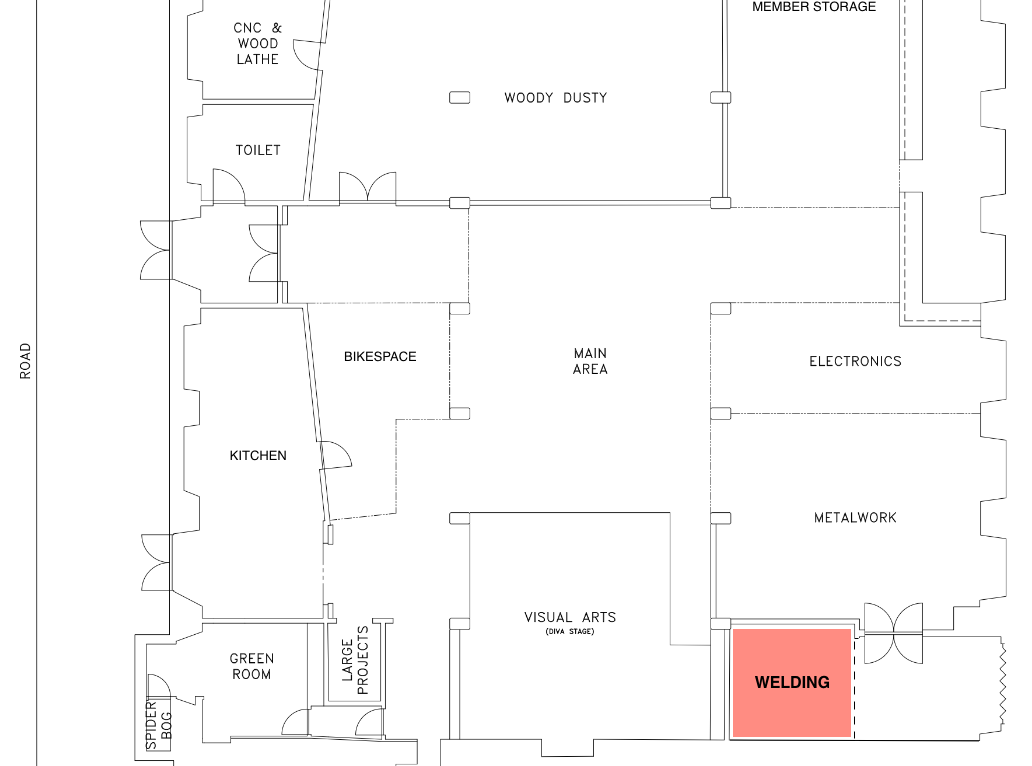 MEMBER STORAGE
CNC &
WOOD
LATHE
WOODY DUSTY
TOILET
ROAD
BIKESPACE
MAIN
AREA
ELECTRONICS
KITCHEN
METALWORK
VISUAL ARTS
(DIVA STAGE)
GREEN
ROOM
LARGE
PROJECTS
WELDING
SPIDER
BOG